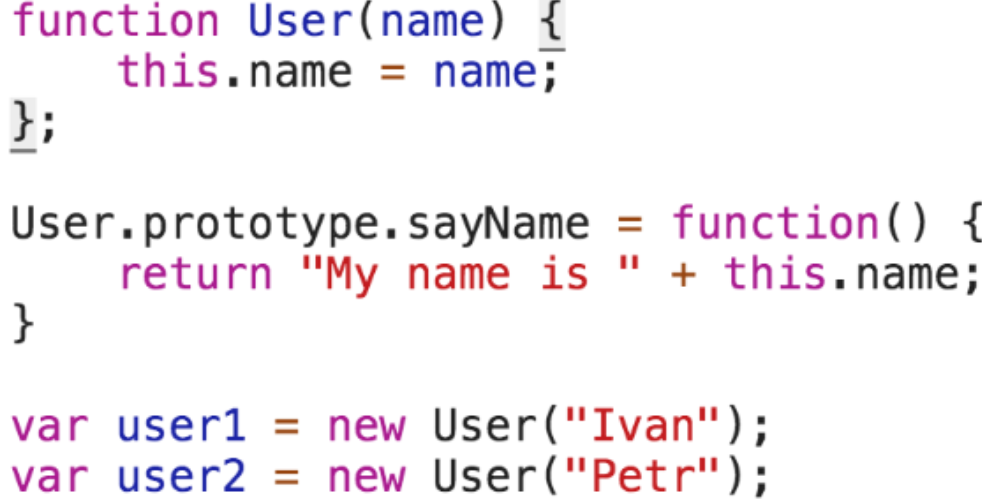 function User(name) {
    this.name = name;
};

User.prototype.sayName = function() {
    return "My name is " + this.name;
}

var user1 = new User("Ivan");
var user2 = new User("Petr");